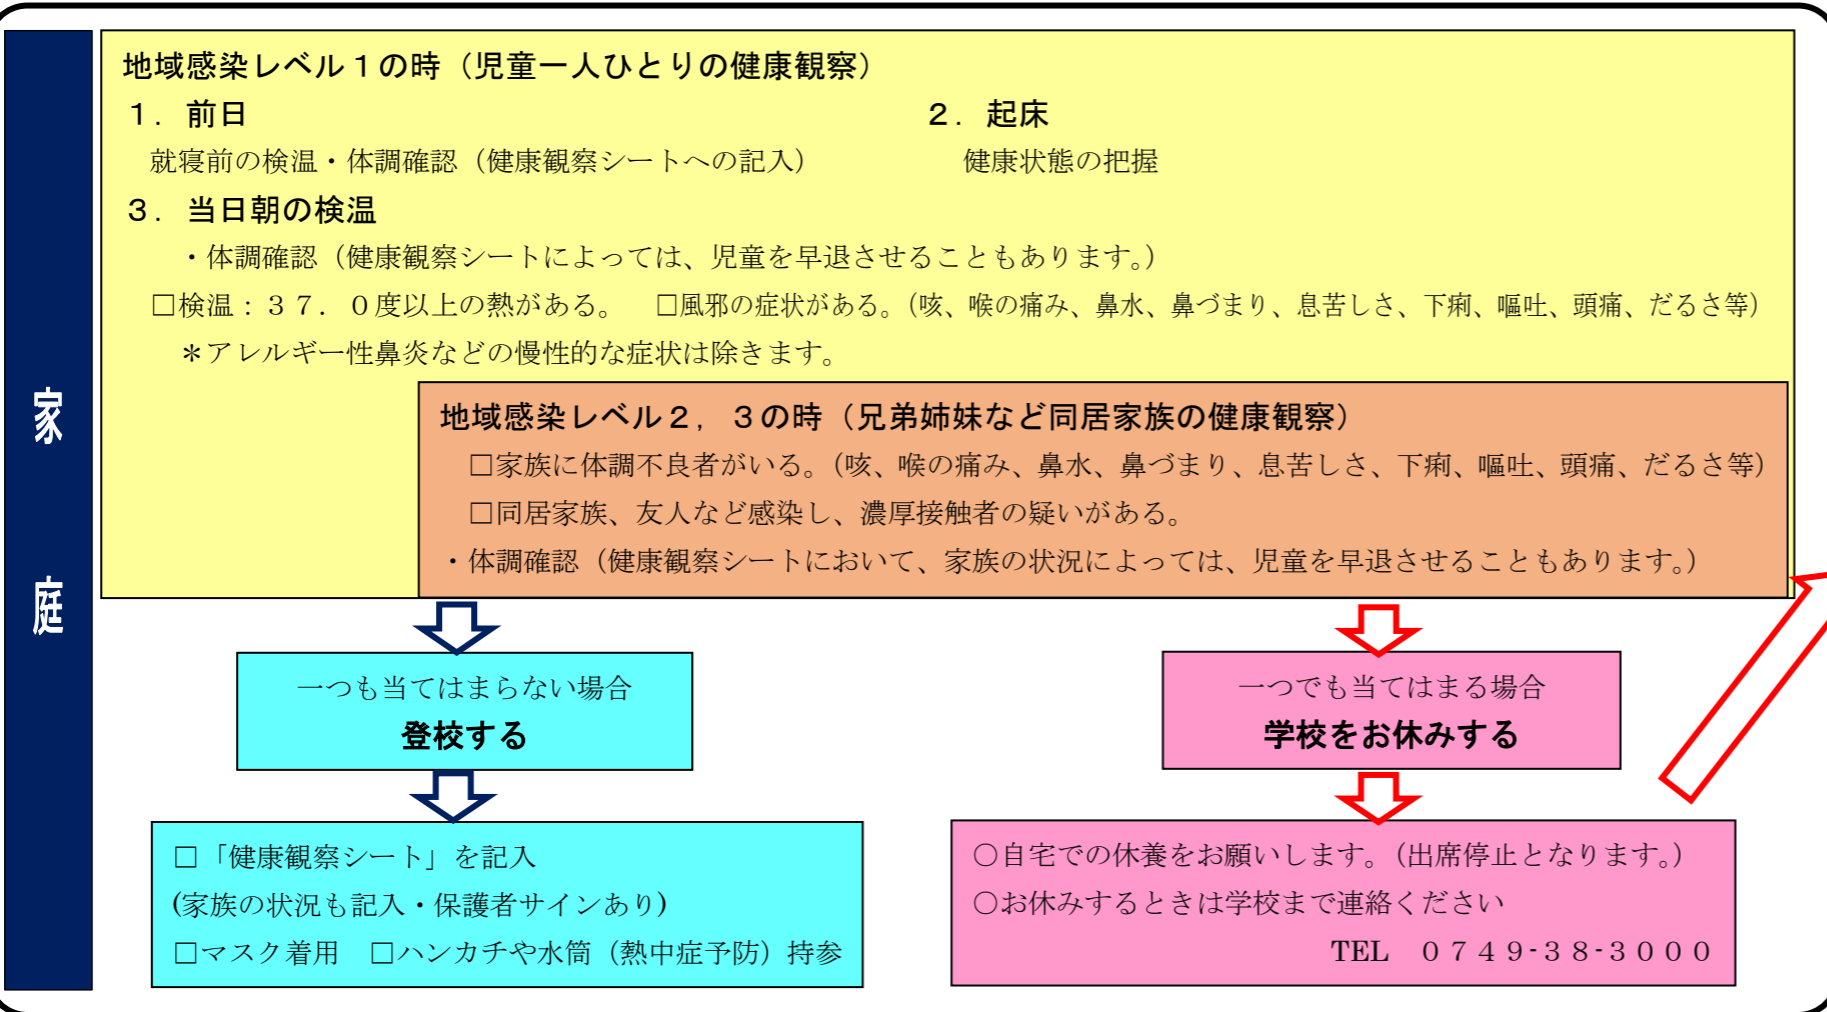 家庭
地域感染レベル１の時（児童一人ひとりの健康観察）
１．前日
２．起床
就寝前の検温・体調確認（健康観察シートへの記入）
健康状態の把握
３．当日朝の検温
・体調確認（健康観察シートによっては、児童を早退させることもあります。）
□検温：３７．０度以上の熱がある。　□風邪の症状がある。（咳、喉の痛み、鼻水、鼻づまり、息苦しさ、下痢、嘔吐、頭痛、だるさ等）
＊アレルギー性鼻炎などの慢性的な症状は除きます。
地域感染レベル２，３の時（兄弟姉妹など同居家族の健康観察）
□家族に体調不良者がいる。（咳、喉の痛み、鼻水、鼻づまり、息苦しさ、下痢、嘔吐、頭痛、だるさ等）
□同居家族、友人など感染し、濃厚接触者の疑いがある。
・体調確認（健康観察シートにおいて、家族の状況によっては、児童を早退させることもあります。）
一つも当てはまらない場合
登校する
□「健康観察シート」を記入
(家族の状況も記入・保護者サインあり)
□マスク着用　□ハンカチや水筒（熱中症予防）持参
一つでも当てはまる場合
学校をお休みする
○自宅での休養をお願いします。（出席停止となります。）
○お休みするときは学校まで連絡ください
TEL　０７４９-３８-３０００